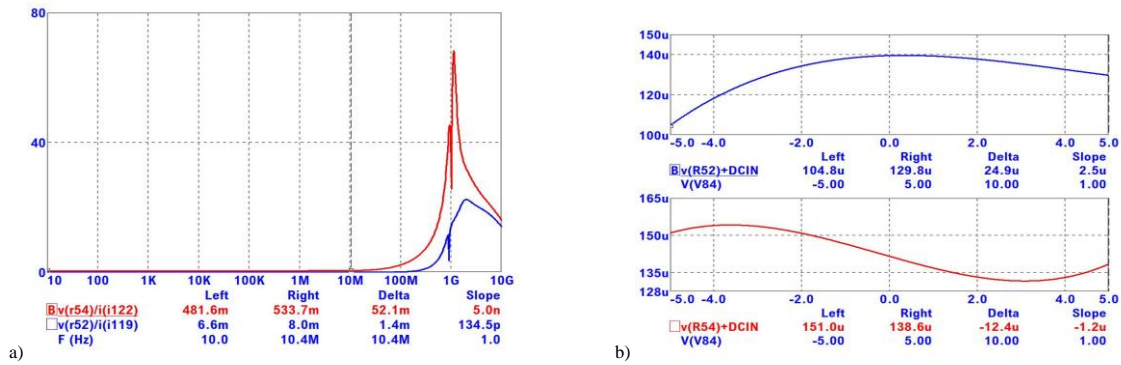 80
40
0
10 100 1K 10K 100K 1M 10M 100M 1G 10G
Left Right Delta Slope
B v(r54)/i(i122) 481.6m 533.7m 52.1m 5.0n
v(r52)/i(i119) 6.6m 8.0m 1.4m 134.5p
F (Hz) 10.0 10.4M 10.4M 1.0
a)
150u
140u
120u
100u
-5.0 -4.0 -2.0 0.0 2.0 4.0 5.0
Left Right Delta Slope
B v(R52)+DCIN 104.8u 129.8u 24.9u 2.5u
V(V84) -5.00 5.00 10.00 1.00
165u
150u
135u
128u
-5.0 -4.0 -2.0 0.0 2.0 4.0 5.0
Left Right Delta Slope
v(R54)+DCIN 151.0u 138.6u -12.4u -1.2u
V(V84) -5.00 5.00 10.00 1.00
b)